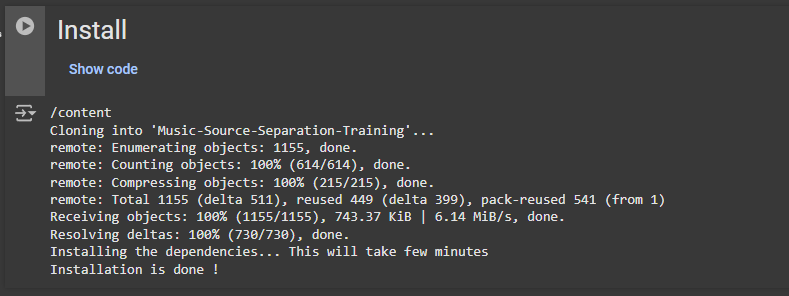 Install
Show code
/content
Cloning into 'Music-Source-Separation-Training'...
remote: Enumerating objects: 1155, done.
remote: Counting objects: 100% (614/614), done.
remote: Compressing objects: 100% (215/215), done.
remote: Total 1155 (delta 511), reused 449 (delta 399), pack-reused 541 (from 1)
Receiving objects: 100% (1155/1155), 743.37 KiB | 6.14 MiB/s, done.
Resolving deltas: 100% (730/730), done.
Installing the dependencies... This will take few minutes
Installation is done !